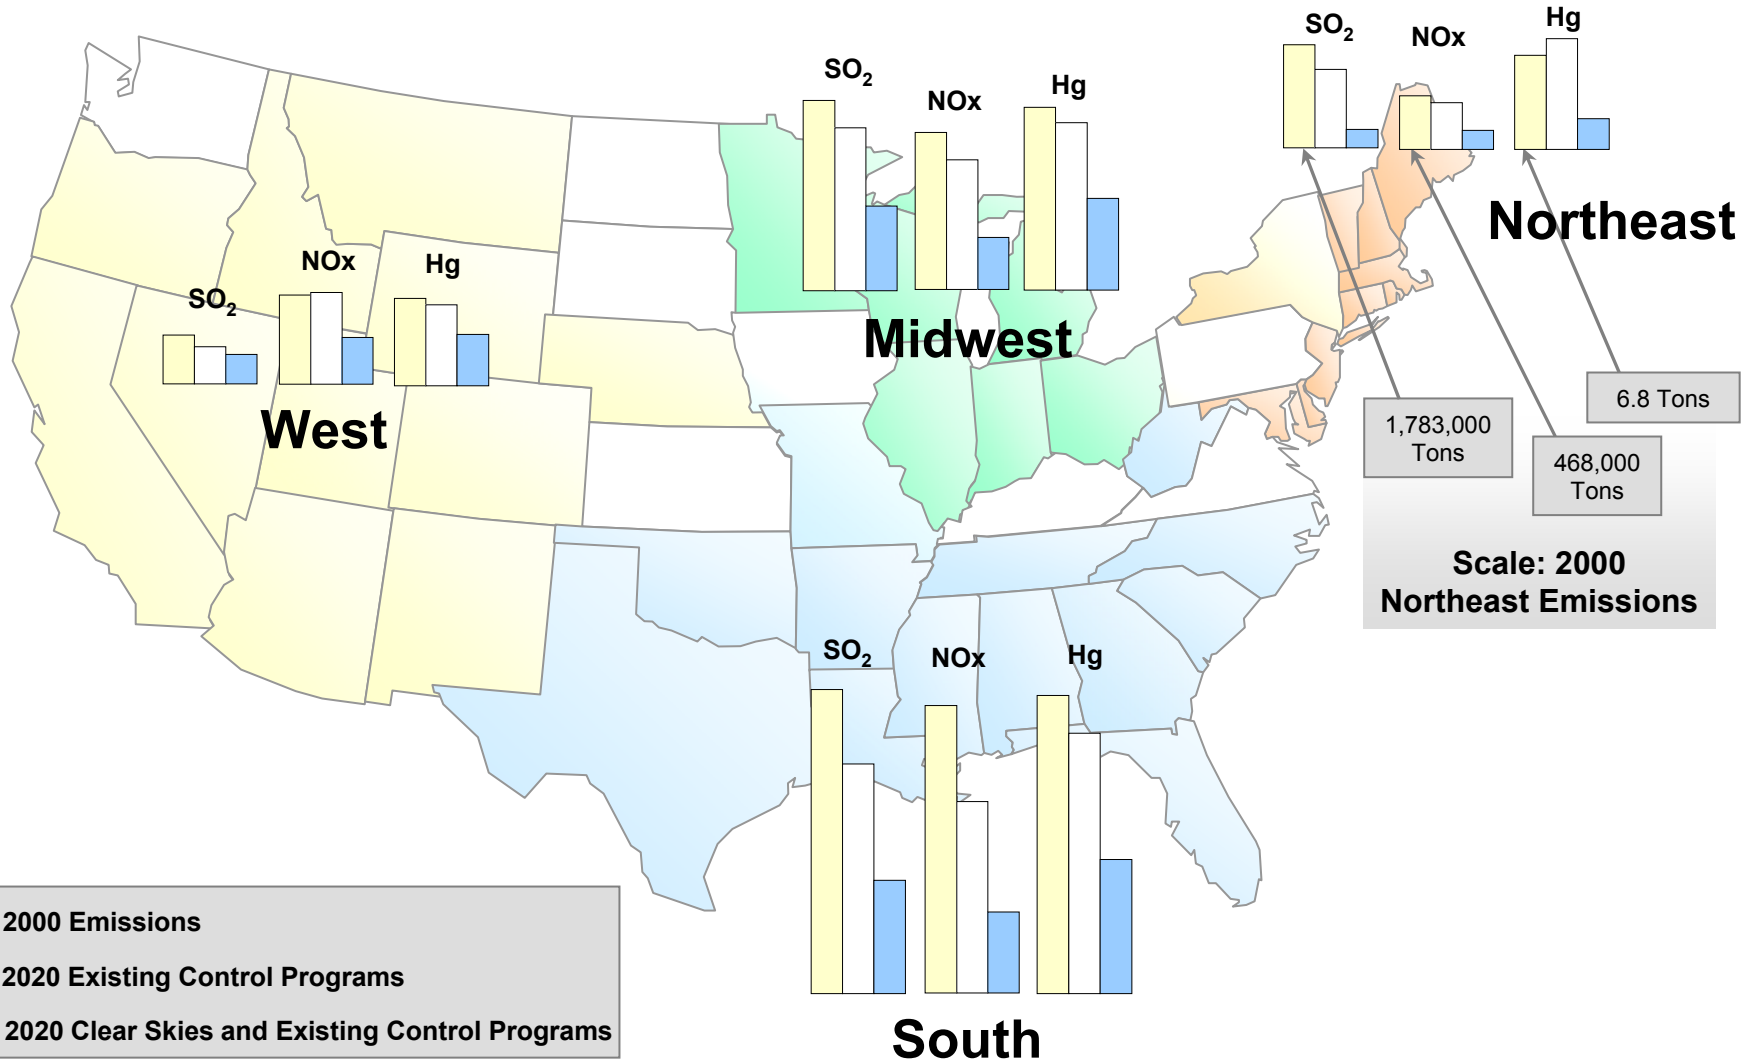 SO2
NOx
Hg
Northeast
SO2
NOx
Hg
Midwest
SO2
NOx
Hg
West
1,783,000
Tons
468,000
Tons
6.8 Tons
Scale: 2000
Northeast Emissions
SO2
NOx
Hg
South
2000 Emissions
2020 Existing Control Programs
2020 Clear Skies and Existing Control Programs